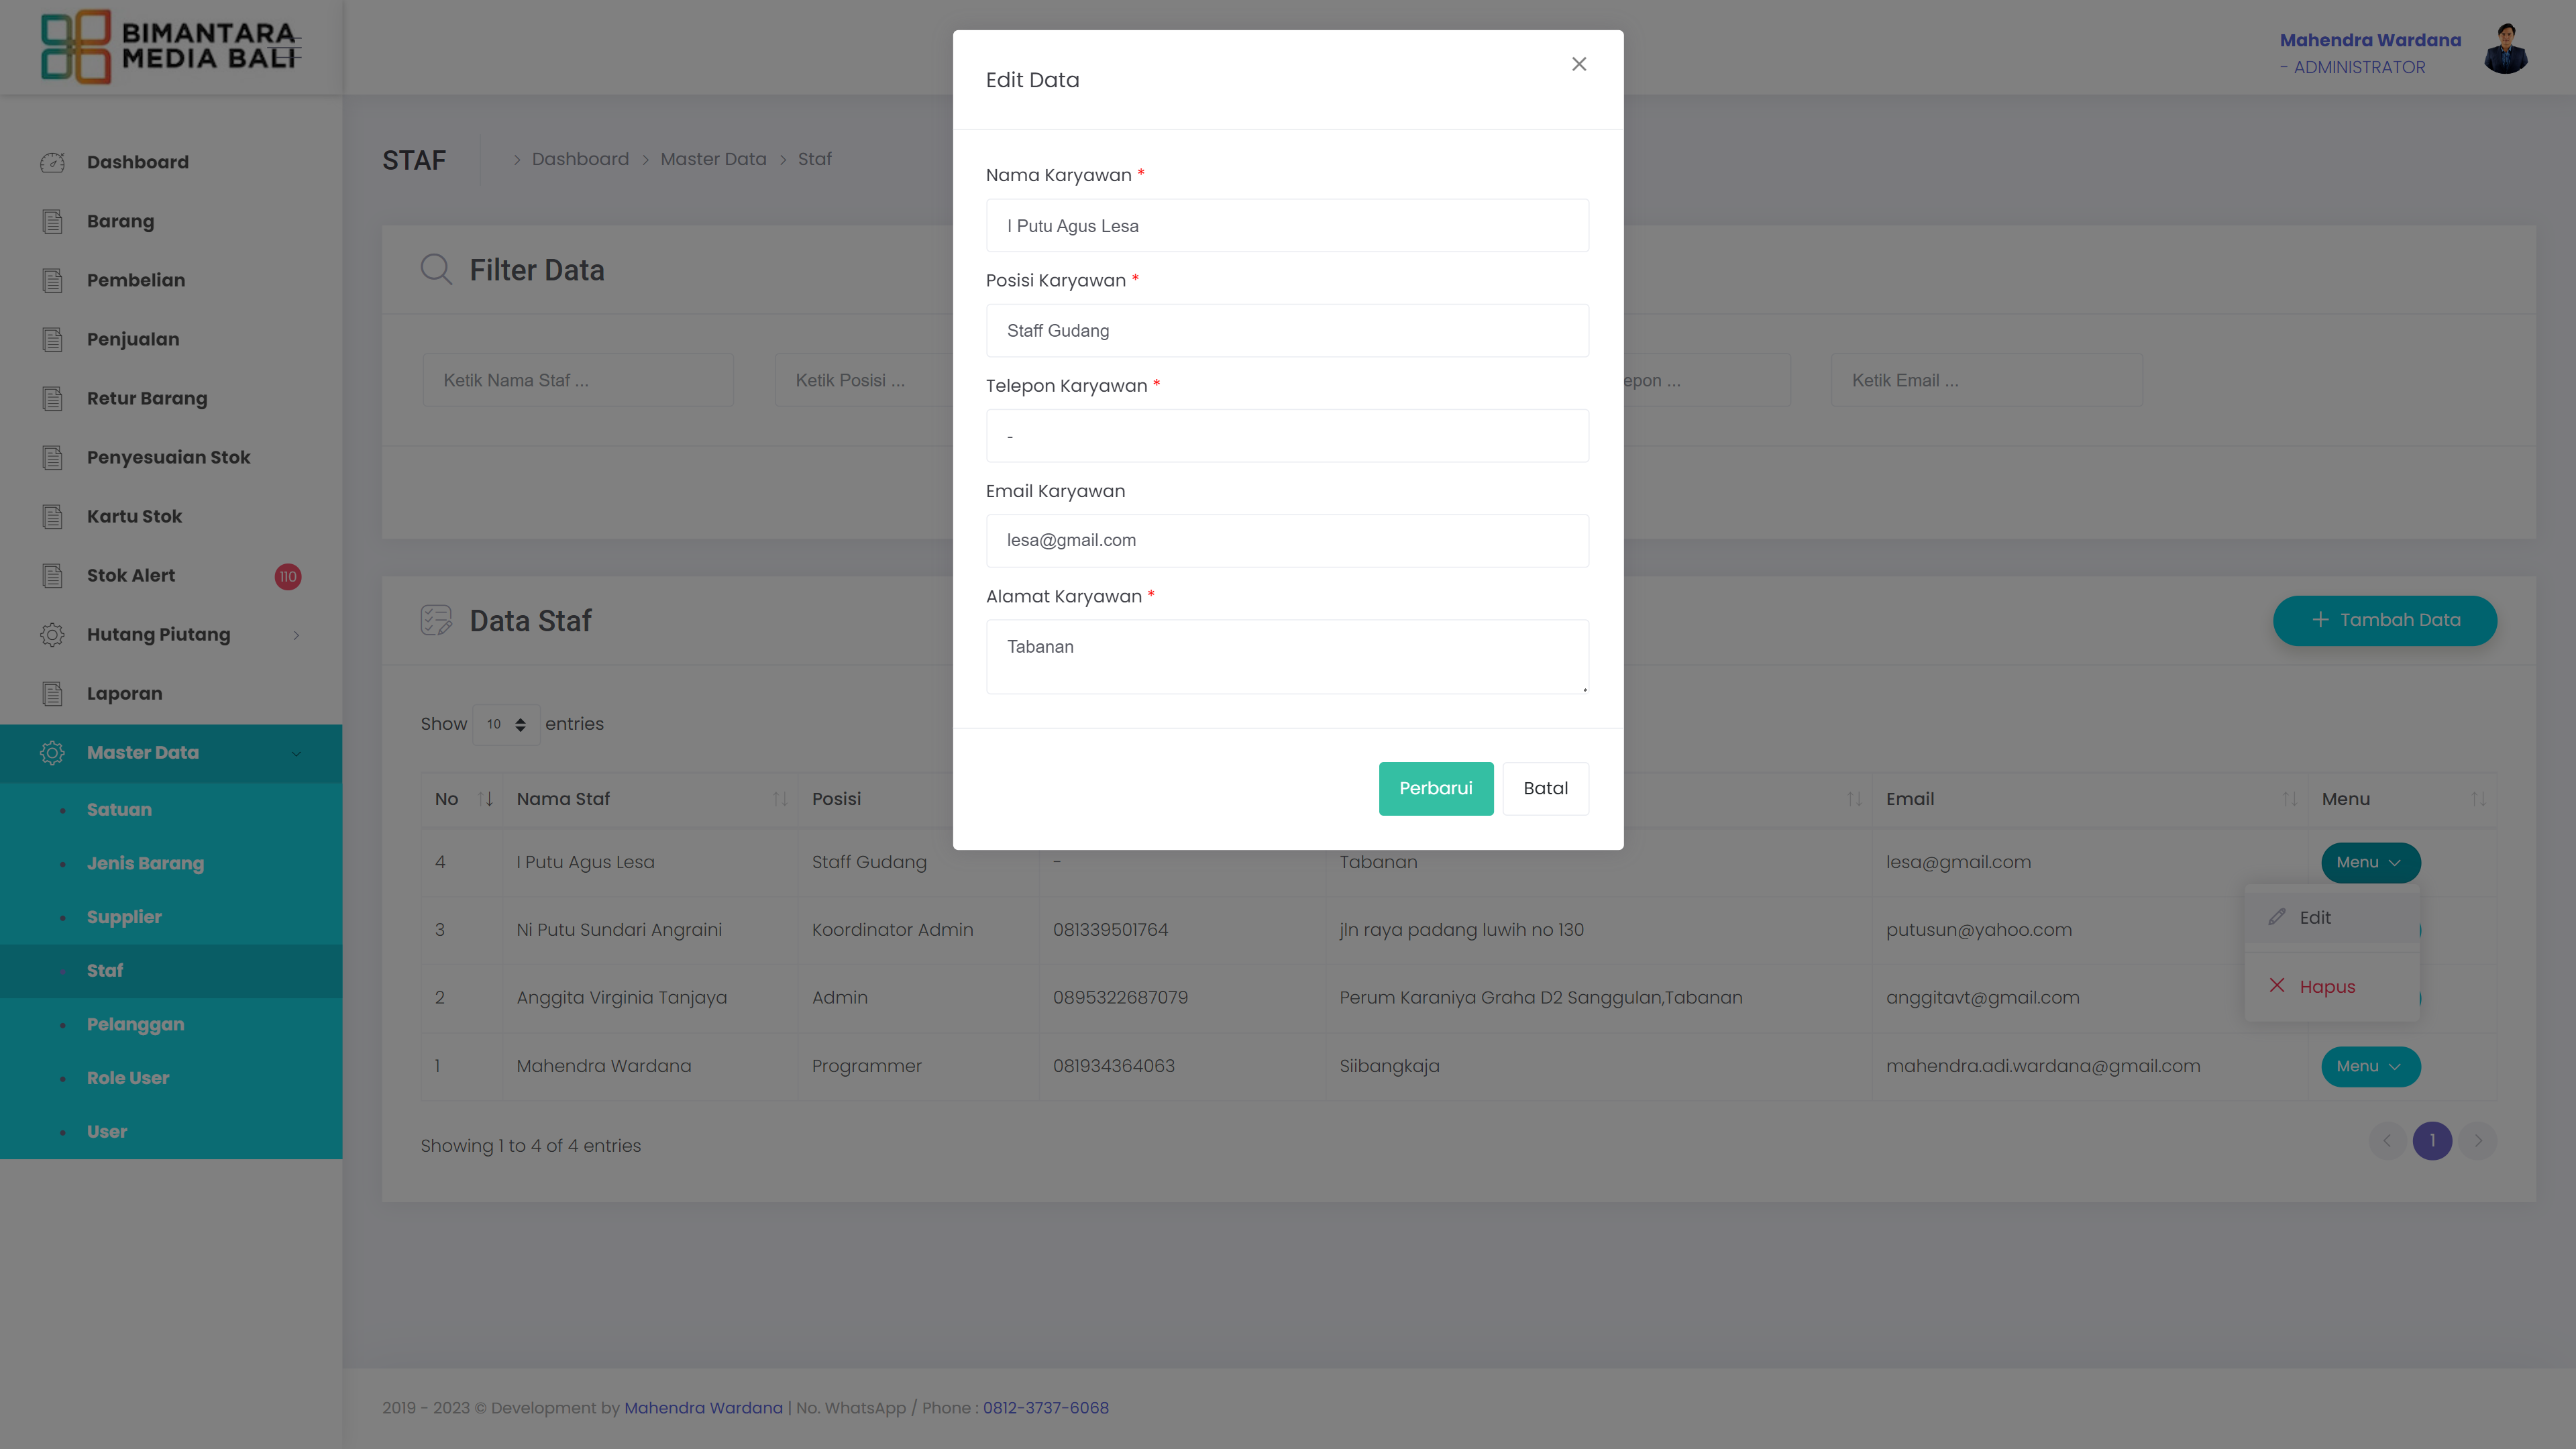 BIMANTARA
MEDIA BALI
Mahendra Wardana
- ADMINISTRATOR
Dashboard
Barang
Pembelian
Penjualan
Retur Barang
Penyesuaian Stok
Kartu Stok
Stok Alert 110
Hutang Piutang
Laporan
Master Data
Satuan
Jenis Barang
Supplier
Staf
Pelanggan
Role User
User
STAF > Dashboard > Master Data > Staf
Filter Data
Ketik Nama Staf ... Ketik Posisi ... epon ... Ketik Email ...
Data Staf
+ Tambah Data
Show 10 entries
No Nama Staf Posisi Email Menu
4 I Putu Agus Lesa Staff Gudang - Tabanan lesa@gmail.com Menu
3 Ni Putu Sundari Angraini Koordinator Admin 081339501764 jln raya padang luwih no 130 putusun@yahoo.com
2 Anggita Virginia Tanjaya Admin 0895322687079 Perum Karaniya Graha D2 Sanggulan,Tabanan anggitavt@gmail.com
1 Mahendra Wardana Programmer 081934364063 Siibangkaja mahendra.adi.wardana@gmail.com Menu
Edit
Hapus
Showing 1 to 4 of 4 entries
1
Edit Data
Nama Karyawan *
I Putu Agus Lesa
Posisi Karyawan *
Staff Gudang
Telepon Karyawan *
-
Email Karyawan
lesa@gmail.com
Alamat Karyawan *
Tabanan
Perbarui Batal
2019 - 2023 © Development by Mahendra Wardana | No. WhatsApp / Phone : 0812-3737-6068